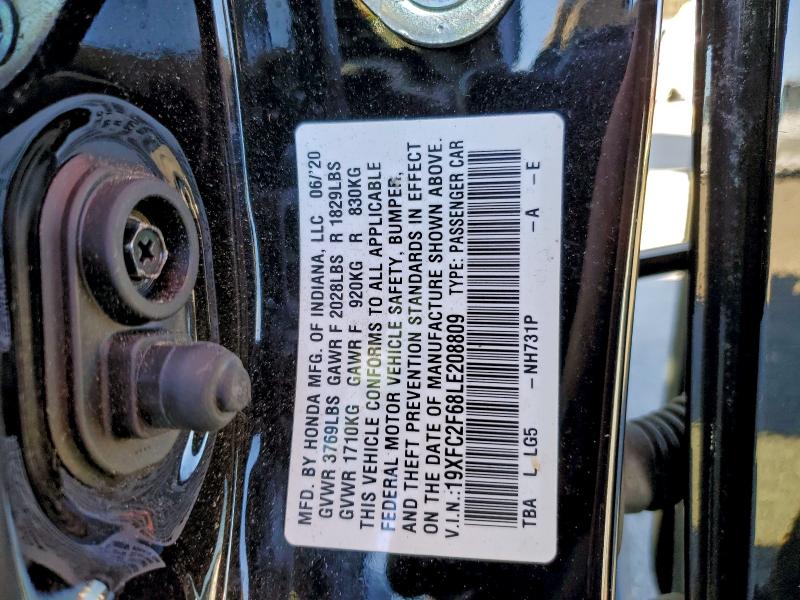 MFD. BY HONDA MFG. OF INDIANA, LLC 06/'20
GVWR 3769LBS GAWR F 2028LBS R 1829LBS
GVWR 1710KG GAWR F 920KG R 830KG
THIS VEHICLE CONFORMS TO ALL APPLICABLE
FEDERAL MOTOR VEHICLE SAFETY, BUMPER,
AND THEFT PREVENTION STANDARDS IN EFFECT
ON THE DATE OF MANUFACTURE SHOWN ABOVE.
V.I.N.:19XFC2F68LE208809 TYPE: PASSENGER CAR
TBA L LG5 -NH731P -A -E